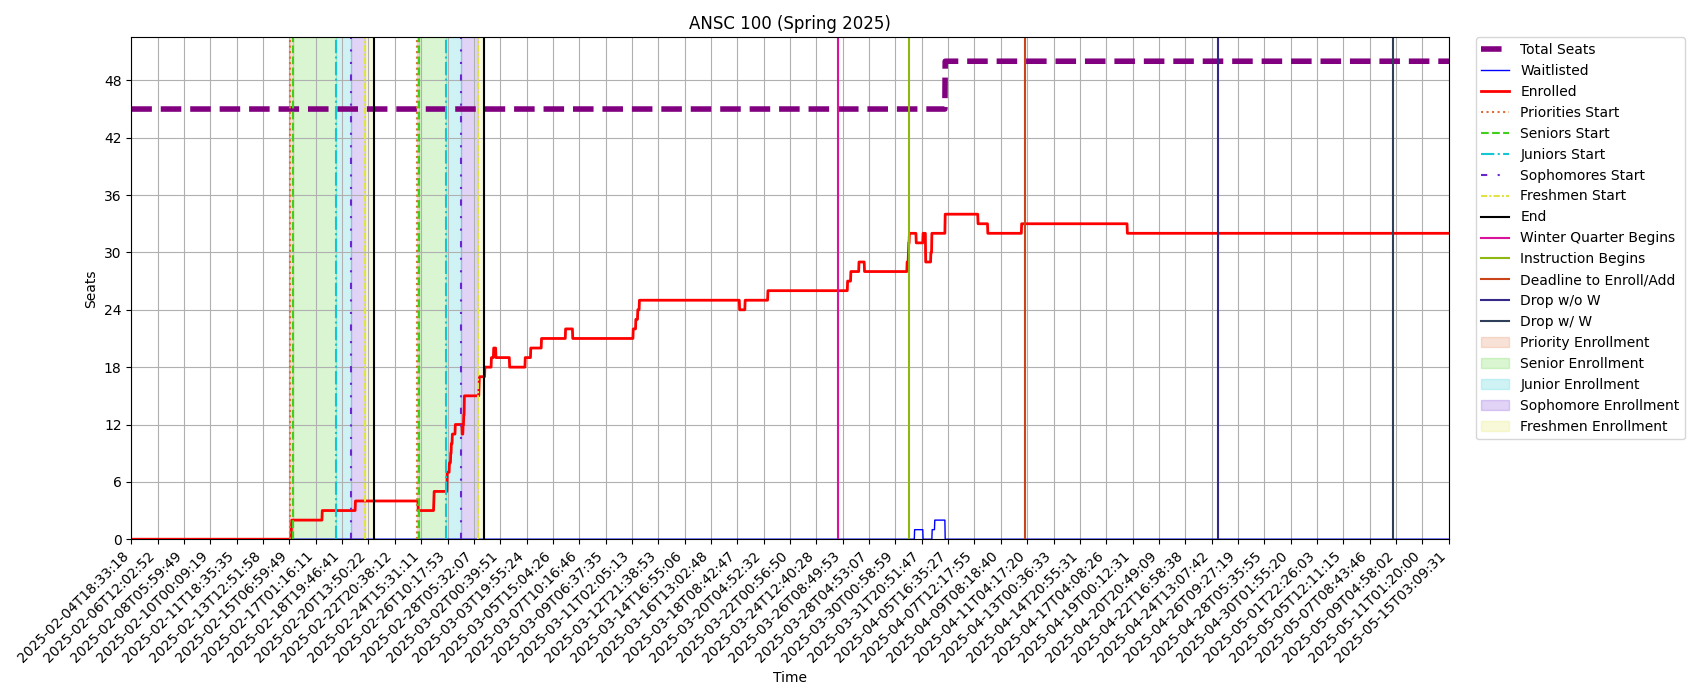 ANSC 100 (Spring 2025)
Seats
48
42
36
30
24
18
12
6
0
2025-02-04T18:33:18
2025-02-06T12:02:52
2025-02-08T05:59:49
2025-02-10T00:09:19
2025-02-11T18:35:35
2025-02-13T12:51:58
2025-02-15T06:59:49
2025-02-17T01:16:11
2025-02-18T19:46:41
2025-02-20T13:50:22
2025-02-22T20:38:12
2025-02-24T15:31:11
2025-02-26T10:17:53
2025-02-28T05:32:07
2025-03-02T00:39:51
2025-03-03T19:55:24
2025-03-05T15:04:26
2025-03-07T10:16:46
2025-03-09T06:37:35
2025-03-11T02:05:13
2025-03-12T21:38:53
2025-03-14T16:55:06
2025-03-16T13:02:48
2025-03-18T08:42:47
2025-03-20T04:52:32
2025-03-22T00:56:50
2025-03-24T12:40:28
2025-03-26T08:49:53
2025-03-28T04:53:07
2025-03-30T00:58:59
2025-03-31T20:51:47
2025-04-05T16:35:27
2025-04-07T12:17:55
2025-04-09T08:18:40
2025-04-11T04:17:20
2025-04-13T00:36:33
2025-04-14T20:55:31
2025-04-17T04:08:26
2025-04-19T00:12:31
2025-04-20T20:49:09
2025-04-22T16:58:38
2025-04-24T13:07:42
2025-04-26T09:27:19
2025-04-28T05:35:55
2025-04-30T01:55:20
2025-05-01T22:26:03
2025-05-05T12:11:15
2025-05-07T08:43:46
2025-05-09T04:58:02
2025-05-11T01:20:00
2025-05-15T03:09:31
Time
Total Seats
Waitlisted
Enrolled
Priorities Start
Seniors Start
Juniors Start
Sophomores Start
Freshmen Start
End
Winter Quarter Begins
Instruction Begins
Deadline to Enroll/Add
Drop w/o W
Drop w/ W
Priority Enrollment
Senior Enrollment
Junior Enrollment
Sophomore Enrollment
Freshmen Enrollment